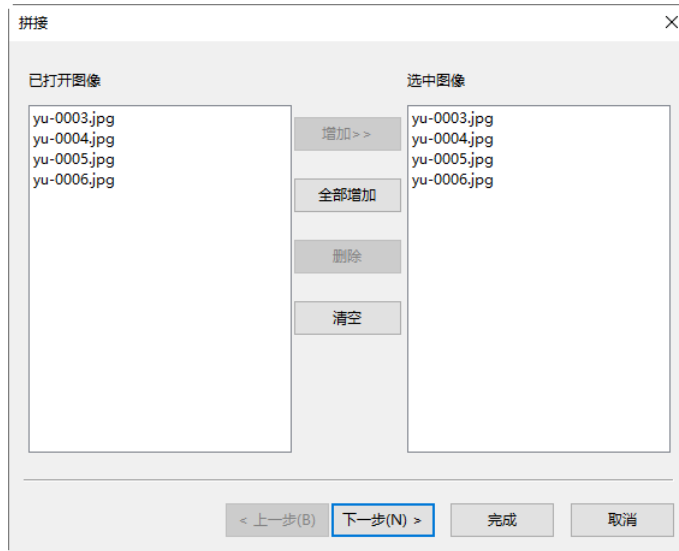 拼接
已打开图像
选中图像
yu-0003.jpg
yu-0004.jpg
yu-0005.jpg
yu-0006.jpg
增加>>
全部增加
删除
清空
yu-0003.jpg
yu-0004.jpg
yu-0005.jpg
yu-0006.jpg
< 上一步(B)
下一步(N) >
完成
取消